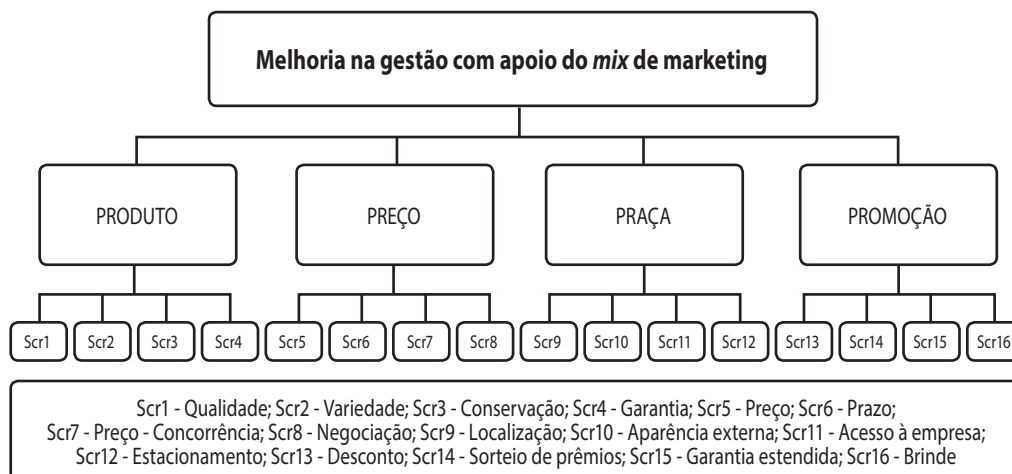 Melhoria na gestão com apoio do mix de marketing
PRODUTO PREÇO PRAÇA PROMOÇÃO
Scr1 Scr2 Scr3 Scr4 Scr5 Scr6 Scr7 Scr8 Scr9 Scr10 Scr11 Scr12 Scr13 Scr14 Scr15 Scr16
Scr1 - Qualidade; Scr2 - Variedade; Scr3 - Conservação; Scr4 - Garantia; Scr5 - Preço; Scr6 - Prazo;
Scr7 - Preço - Concorrência; Scr8 - Negociação; Scr9 - Localização; Scr10 - Aparência externa; Scr11 - Acesso à empresa;
Scr12 - Estacionamento; Scr13 - Desconto; Scr14 - Sorteio de prêmios; Scr15 - Garantia estendida; Scr16 - Brinde